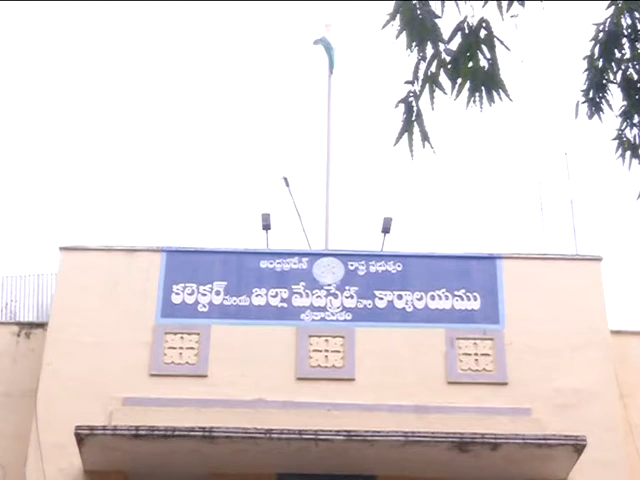 ఆంధ్రప్రదేశ్ రాష్ట్ర ప్రభుత్వం
కలెక్టర్ మరియు జిల్లా మేజిస్ట్రేట్ వారి కార్యాలయము
శ్రీకాకుళం